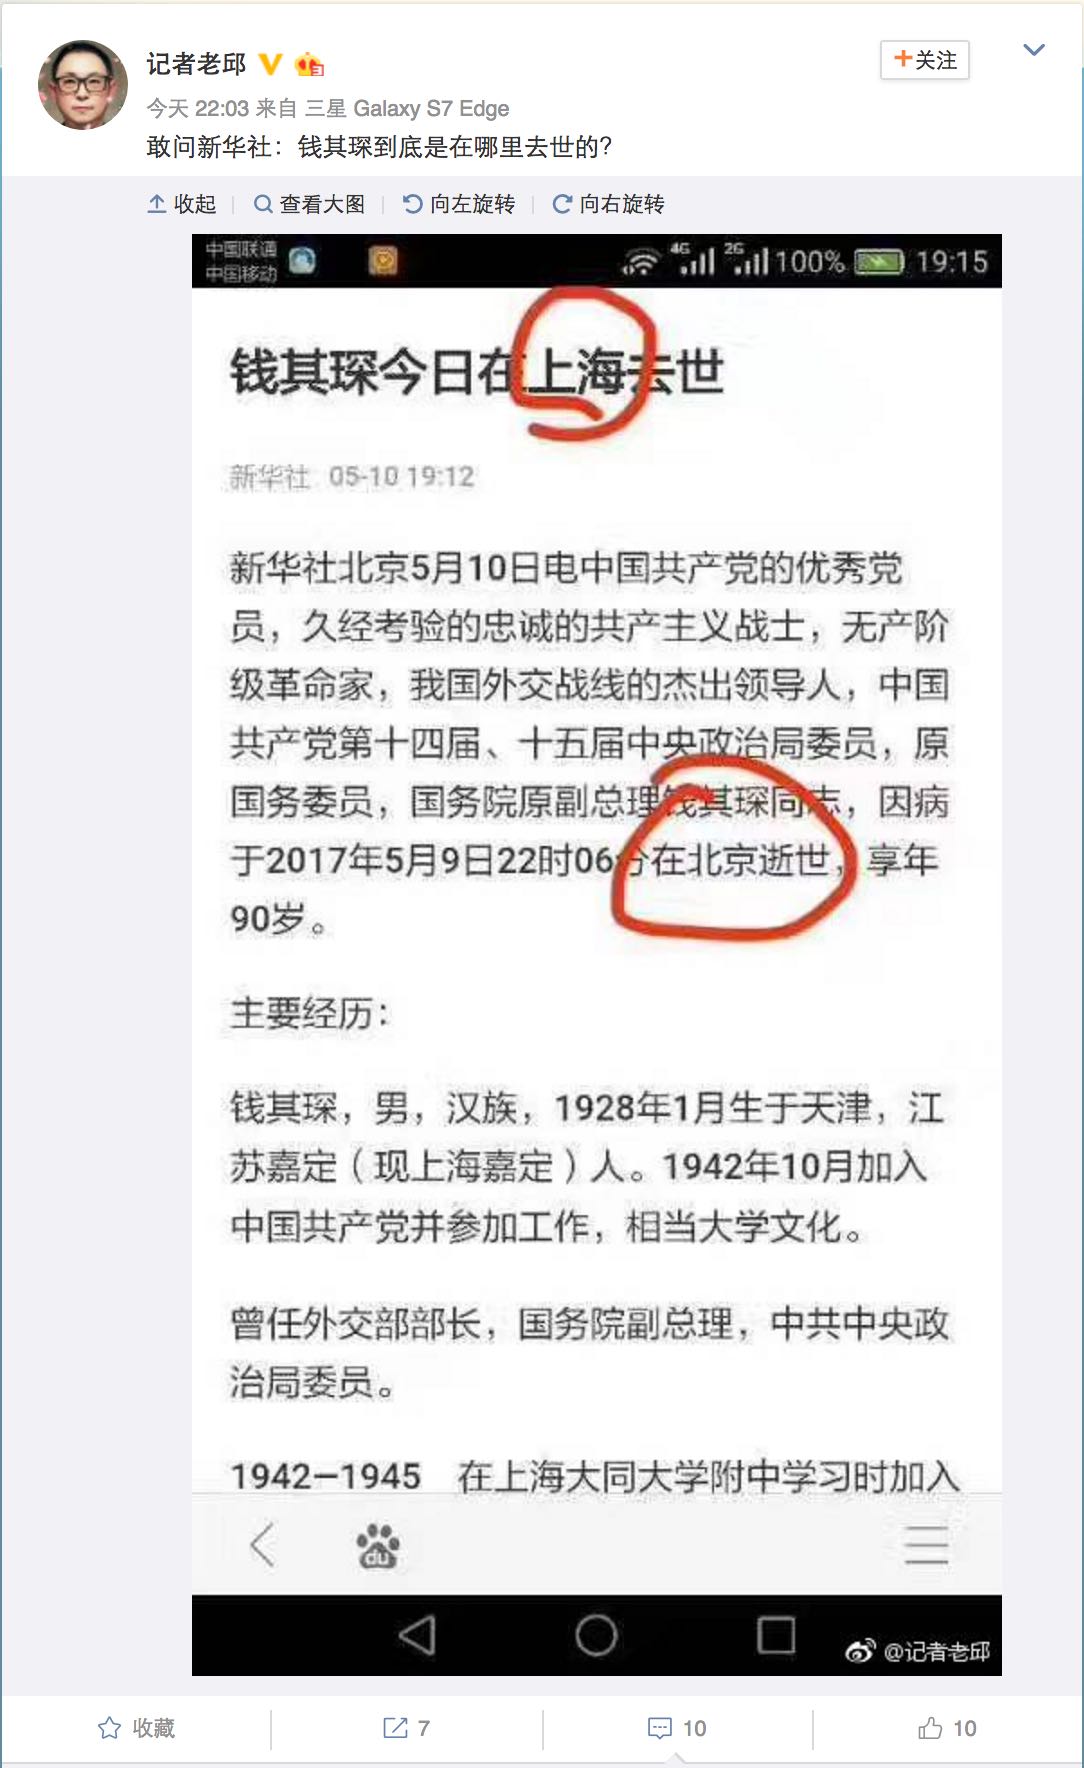 记者老邱
+关注
今天 22:03 来自 三星 Galaxy S7 Edge
敢问新华社：钱其琛到底是在哪里去世的?
收起 查看大图 向左旋转 向右旋转
中国联通
中国移动
4G 2G 100% 19:15
钱其琛今日在上海去世
新华社 05-10 19:12
新华社北京5月10日电中国共产党的优秀党
员，久经考验的忠诚的共产主义战士，无产阶
级革命家，我国外交战线的杰出领导人，中国
共产党第十四届、十五届中央政治局委员，原
国务委员，国务院原副总理钱其琛同志，因病
于2017年5月9日22时06分在北京逝世，享年
90岁。
主要经历：
钱其琛，男，汉族，1928年1月生于天津，江
苏嘉定（现上海嘉定）人。1942年10月加入
中国共产党并参加工作，相当大学文化。
曾任外交部部长，国务院副总理，中共中央政
治局委员。
1942—1945 在上海大同大学附中学习时加入
du
@记者老邱
收藏 7 10 10